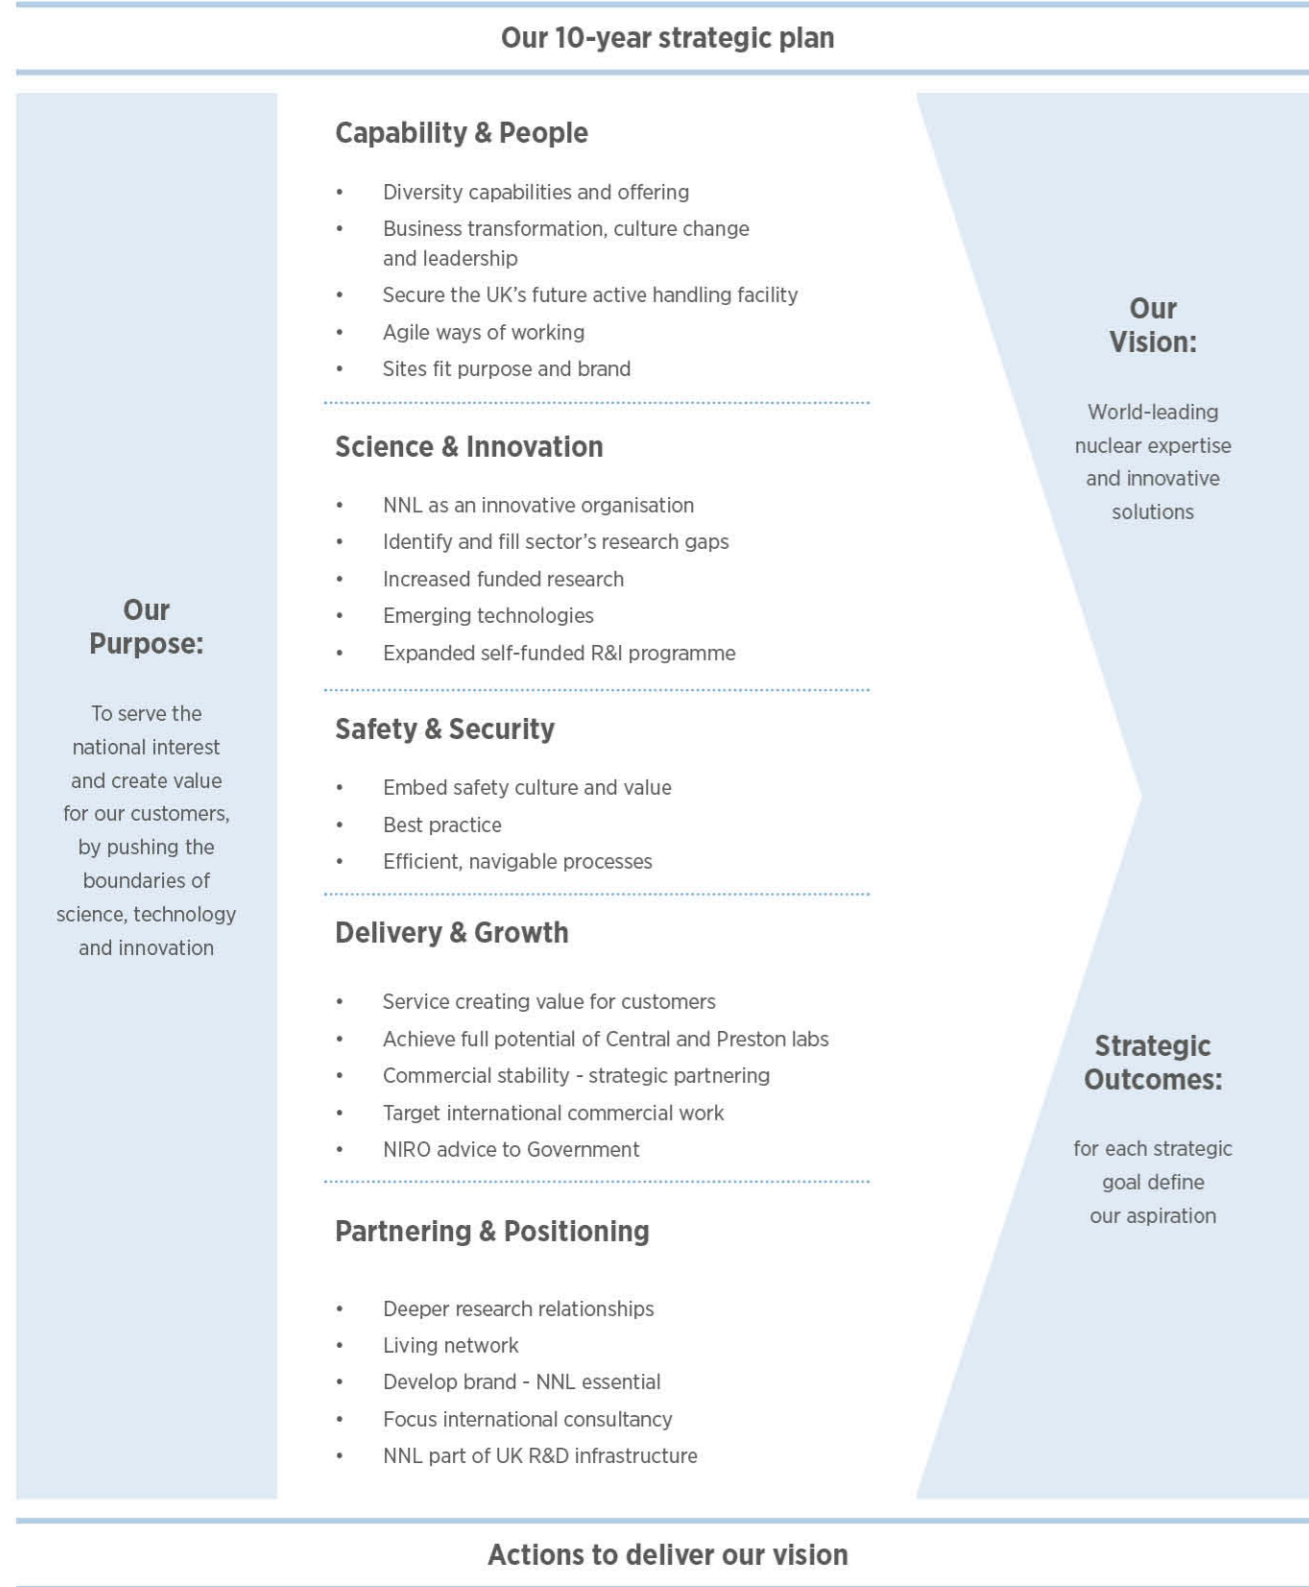 Our 10-year strategic plan
Our
Purpose:
To serve the
national interest
and create value
for our customers,
by pushing the
boundaries of
science, technology
and innovation
Capability & People
• Diversity capabilities and offering
• Business transformation, culture change
and leadership
• Secure the UK's future active handling facility
• Agile ways of working
• Sites fit purpose and brand
Science & Innovation
• NNL as an innovative organisation
• Identify and fill sector's research gaps
• Increased funded research
• Emerging technologies
• Expanded self-funded R&I programme
Safety & Security
• Embed safety culture and value
• Best practice
• Efficient, navigable processes
Delivery & Growth
• Service creating value for customers
• Achieve full potential of Central and Preston labs
• Commercial stability - strategic partnering
• Target international commercial work
• NIRO advice to Government
Partnering & Positioning
• Deeper research relationships
• Living network
• Develop brand - NNL essential
• Focus international consultancy
• NNL part of UK R&D infrastructure
Our
Vision:
World-leading
nuclear expertise
and innovative
solutions
Strategic
Outcomes:
for each strategic
goal define
our aspiration
Actions to deliver our vision